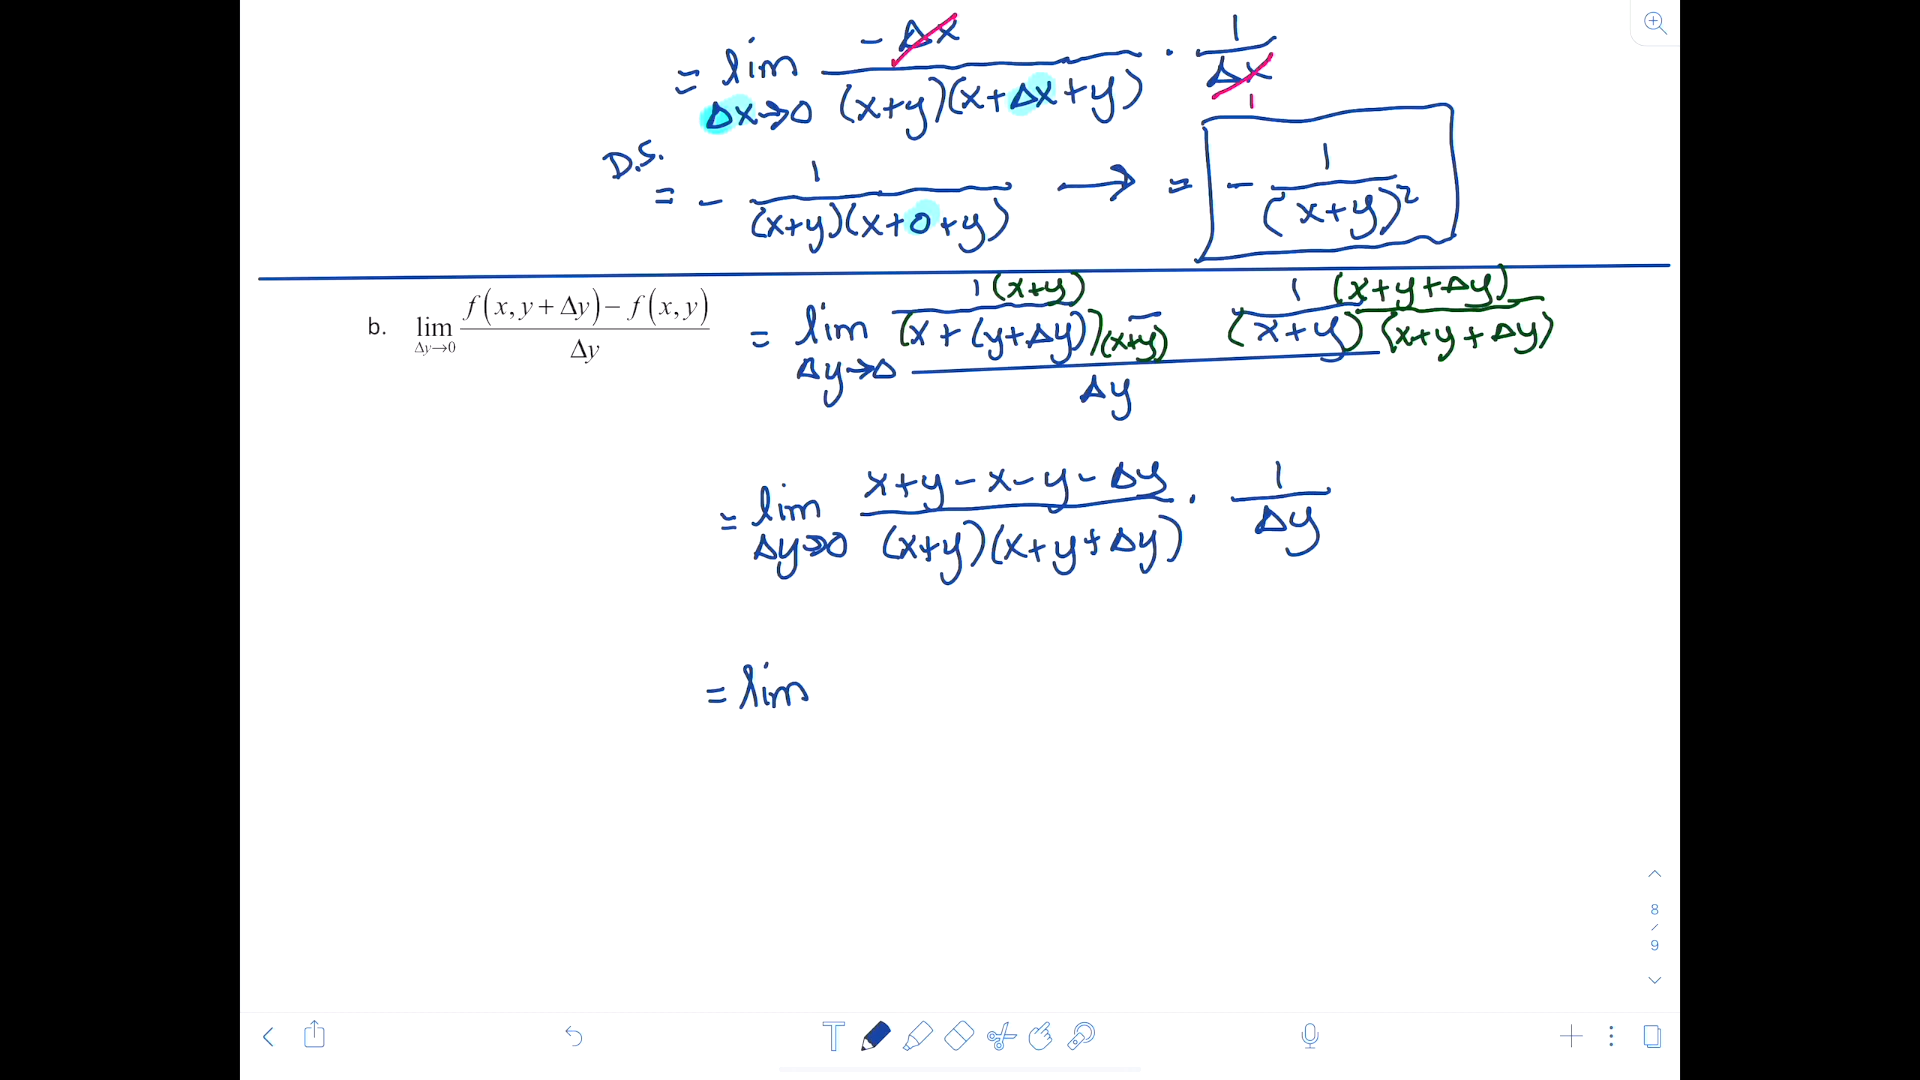 = lim Δx→0 -Δx / (x+y)(x+Δx+y) · 1 / Δx 1
D.S. = - 1 / (x+y)(x+0+y) → = - 1 / (x+y)²
b. lim Δy→0 f(x, y+Δy) − f(x, y) / Δy = lim Δy→0 1(x+y) / (x+(y+Δy))(x+y) − 1(x+y+Δy) / (x+y)(x+y+Δy) / Δy
= lim Δy→0 x+y-x-y-Δy / (x+y)(x+y+Δy) · 1 / Δy
= lim
8
/
9
T